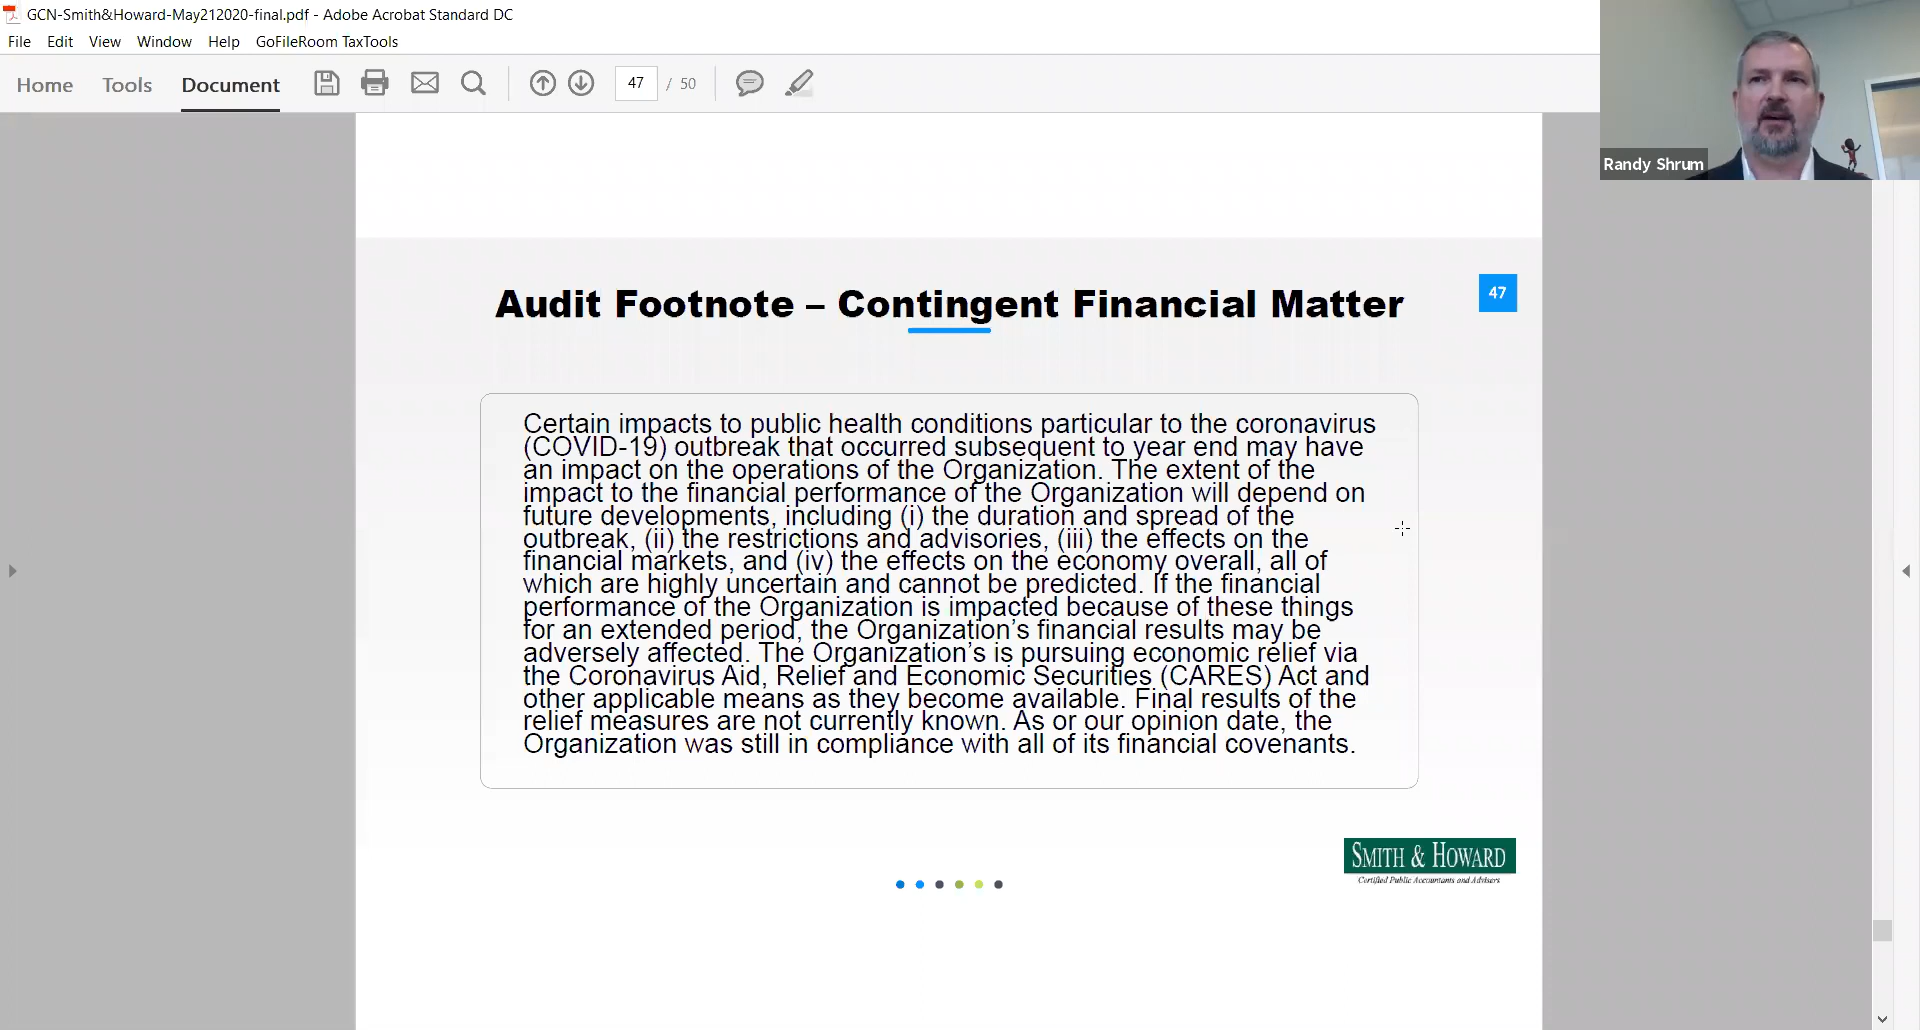 GCN-Smith&Howard-May212020-final.pdf - Adobe Acrobat Standard DC
File Edit View Window Help GoFileRoom TaxTools
Home Tools Document 47 / 50
Randy Shrum
Audit Footnote – Contingent Financial Matter
47
Certain impacts to public health conditions particular to the coronavirus
(COVID-19) outbreak that occurred subsequent to year end may have
an impact on the operations of the Organization. The extent of the
impact to the financial performance of the Organization will depend on
future developments, including (i) the duration and spread of the
outbreak, (ii) the restrictions and advisories, (iii) the effects on the
financial markets, and (iv) the effects on the economy overall, all of
which are highly uncertain and cannot be predicted. If the financial
performance of the Organization is impacted because of these things
for an extended period, the Organization’s financial results may be
adversely affected. The Organization’s is pursuing economic relief via
the Coronavirus Aid, Relief and Economic Securities (CARES) Act and
other applicable means as they become available. Final results of the
relief measures are not currently known. As or our opinion date, the
Organization was still in compliance with all of its financial covenants.
SMITH & HOWARD
Certified Public Accountants and Advisers